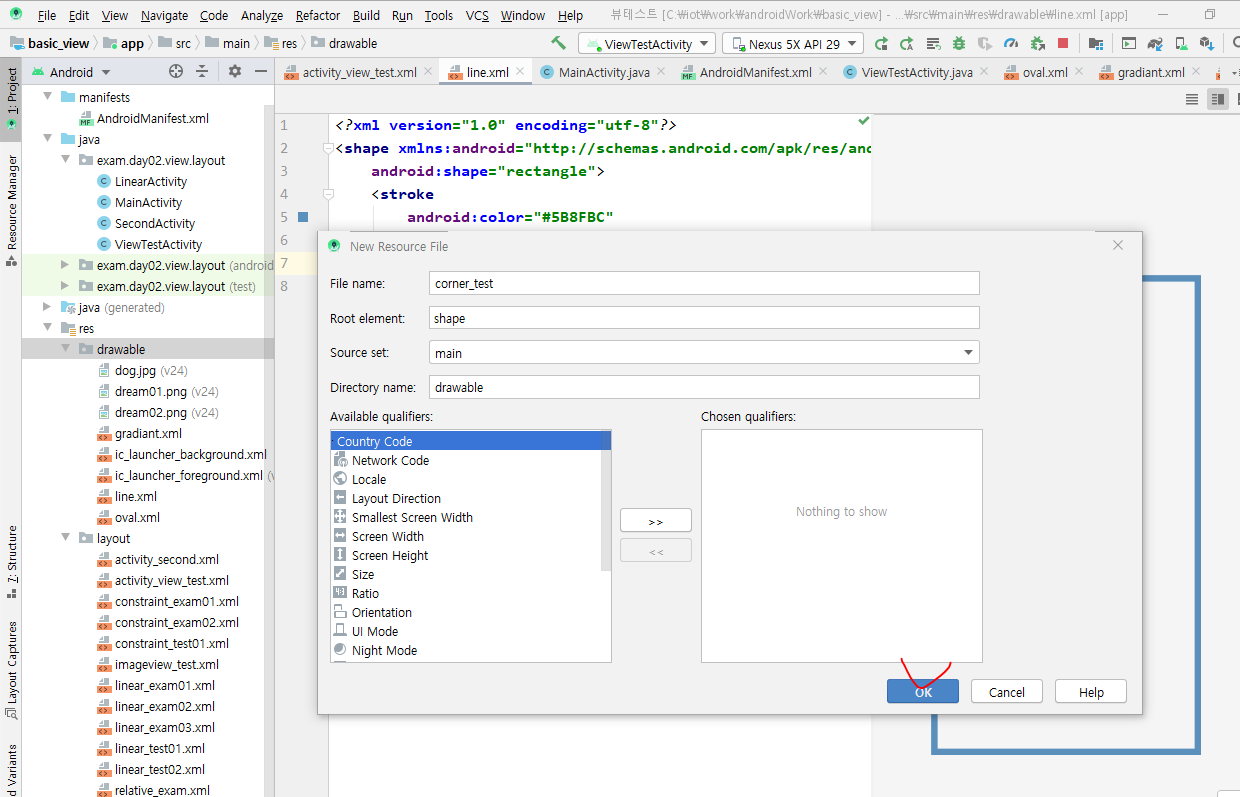 File Edit View Navigate Code Analyze Refactor Build Run Tools VCS Window Help 뷰테스트 [C:₩iot₩work₩androidWork₩basic_view] - ...₩src₩main₩res₩drawable₩line.xml [app]
basic_view app src main res drawable ViewTestActivity Nexus 5X API 29
Android activity_view_test.xml line.xml MainActivity.java AndroidManifest.xml ViewTestActivity.java oval.xml gradiant.xml
1: Project
Resource Manager
7: Structure
Layout Captures
d Variants
manifests
AndroidManifest.xml
java
exam.day02.view.layout
LinearActivity
MainActivity
SecondActivity
ViewTestActivity
exam.day02.view.layout (android
exam.day02.view.layout (test)
java (generated)
res
drawable
dog.jpg (v24)
dream01.png (v24)
dream02.png (v24)
gradiant.xml
ic_launcher_background.xml
ic_launcher_foreground.xml (v
line.xml
oval.xml
layout
activity_second.xml
activity_view_test.xml
constraint_exam01.xml
constraint_exam02.xml
constraint_test01.xml
imageview_test.xml
linear_exam01.xml
linear_exam02.xml
linear_exam03.xml
linear_test01.xml
linear_test02.xml
relative_exam.xml
1 <?xml version="1.0" encoding="utf-8"?>
2 <shape xmlns:android="http://schemas.android.com/apk/res/and
3 android:shape="rectangle">
4 <stroke
5 android:color="#5B8FBC"
6
7
8
New Resource File
File name: corner_test
Root element: shape
Source set: main
Directory name: drawable
Available qualifiers:
Country Code
Network Code
Locale
Layout Direction
Smallest Screen Width
Screen Width
Screen Height
Size
Ratio
Orientation
UI Mode
Night Mode
>>
<<
Chosen qualifiers:
Nothing to show
OK Cancel Help